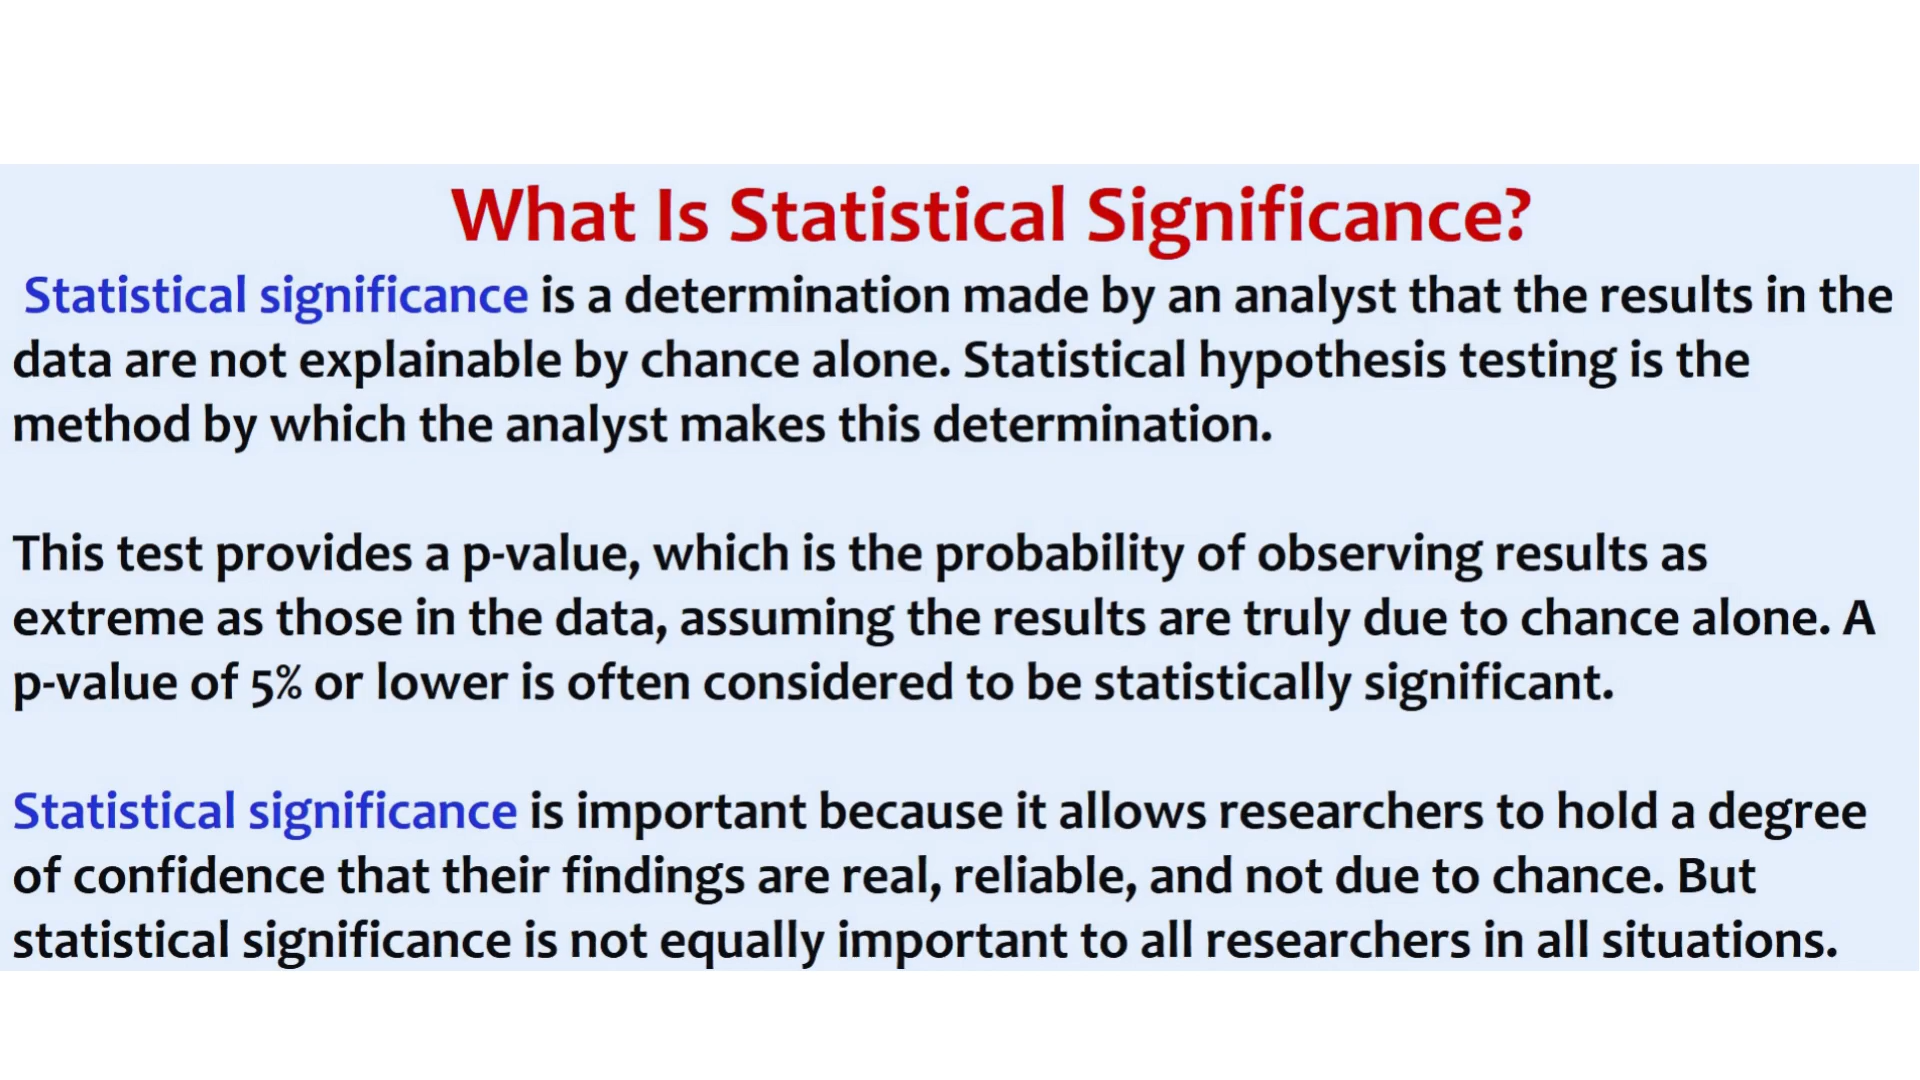 What Is Statistical Significance?
Statistical significance is a determination made by an analyst that the results in the
data are not explainable by chance alone. Statistical hypothesis testing is the
method by which the analyst makes this determination.
This test provides a p-value, which is the probability of observing results as
extreme as those in the data, assuming the results are truly due to chance alone. A
p-value of 5% or lower is often considered to be statistically significant.
Statistical significance is important because it allows researchers to hold a degree
of confidence that their findings are real, reliable, and not due to chance. But
statistical significance is not equally important to all researchers in all situations.